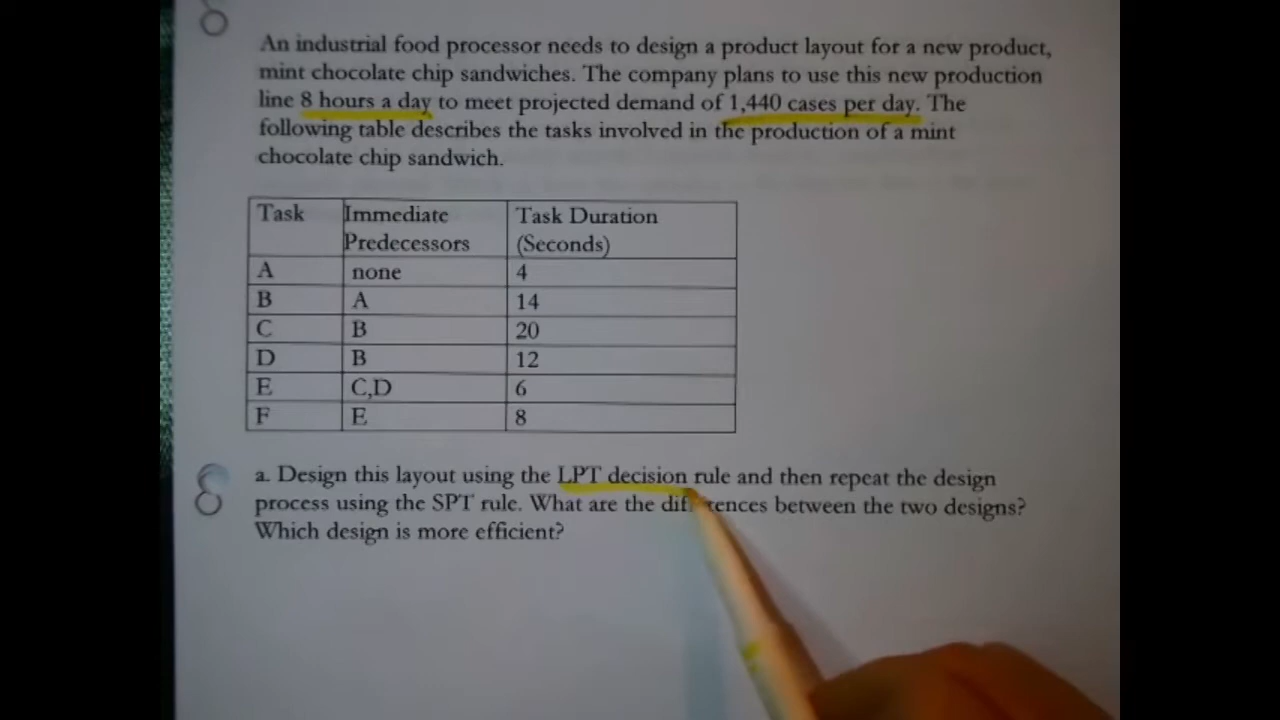 An industrial food processor needs to design a product layout for a new product,
mint chocolate chip sandwiches. The company plans to use this new production
line 8 hours a day to meet projected demand of 1,440 cases per day. The
following table describes the tasks involved in the production of a mint
chocolate chip sandwich.
Task Immediate Predecessors Task Duration (Seconds)
A none 4
B A 14
C B 20
D B 12
E C,D 6
F E 8
a. Design this layout using the LPT decision rule and then repeat the design
process using the SPT rule. What are the differences between the two designs?
Which design is more efficient?